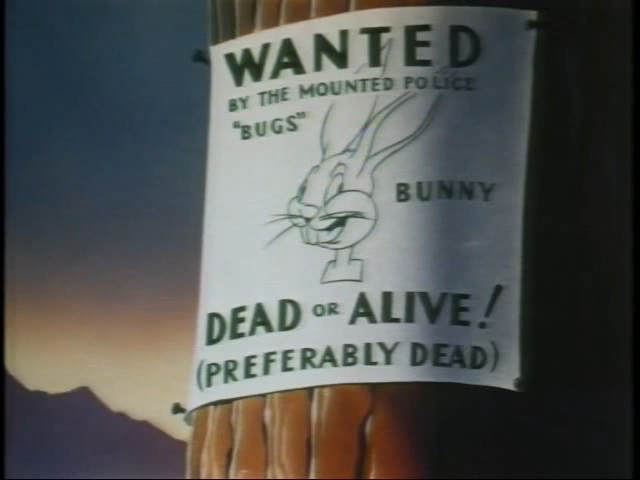 WANTED
BY THE MOUNTED POLICE
"BUGS"
BUNNY
DEAD OR ALIVE!
(PREFERABLY DEAD)